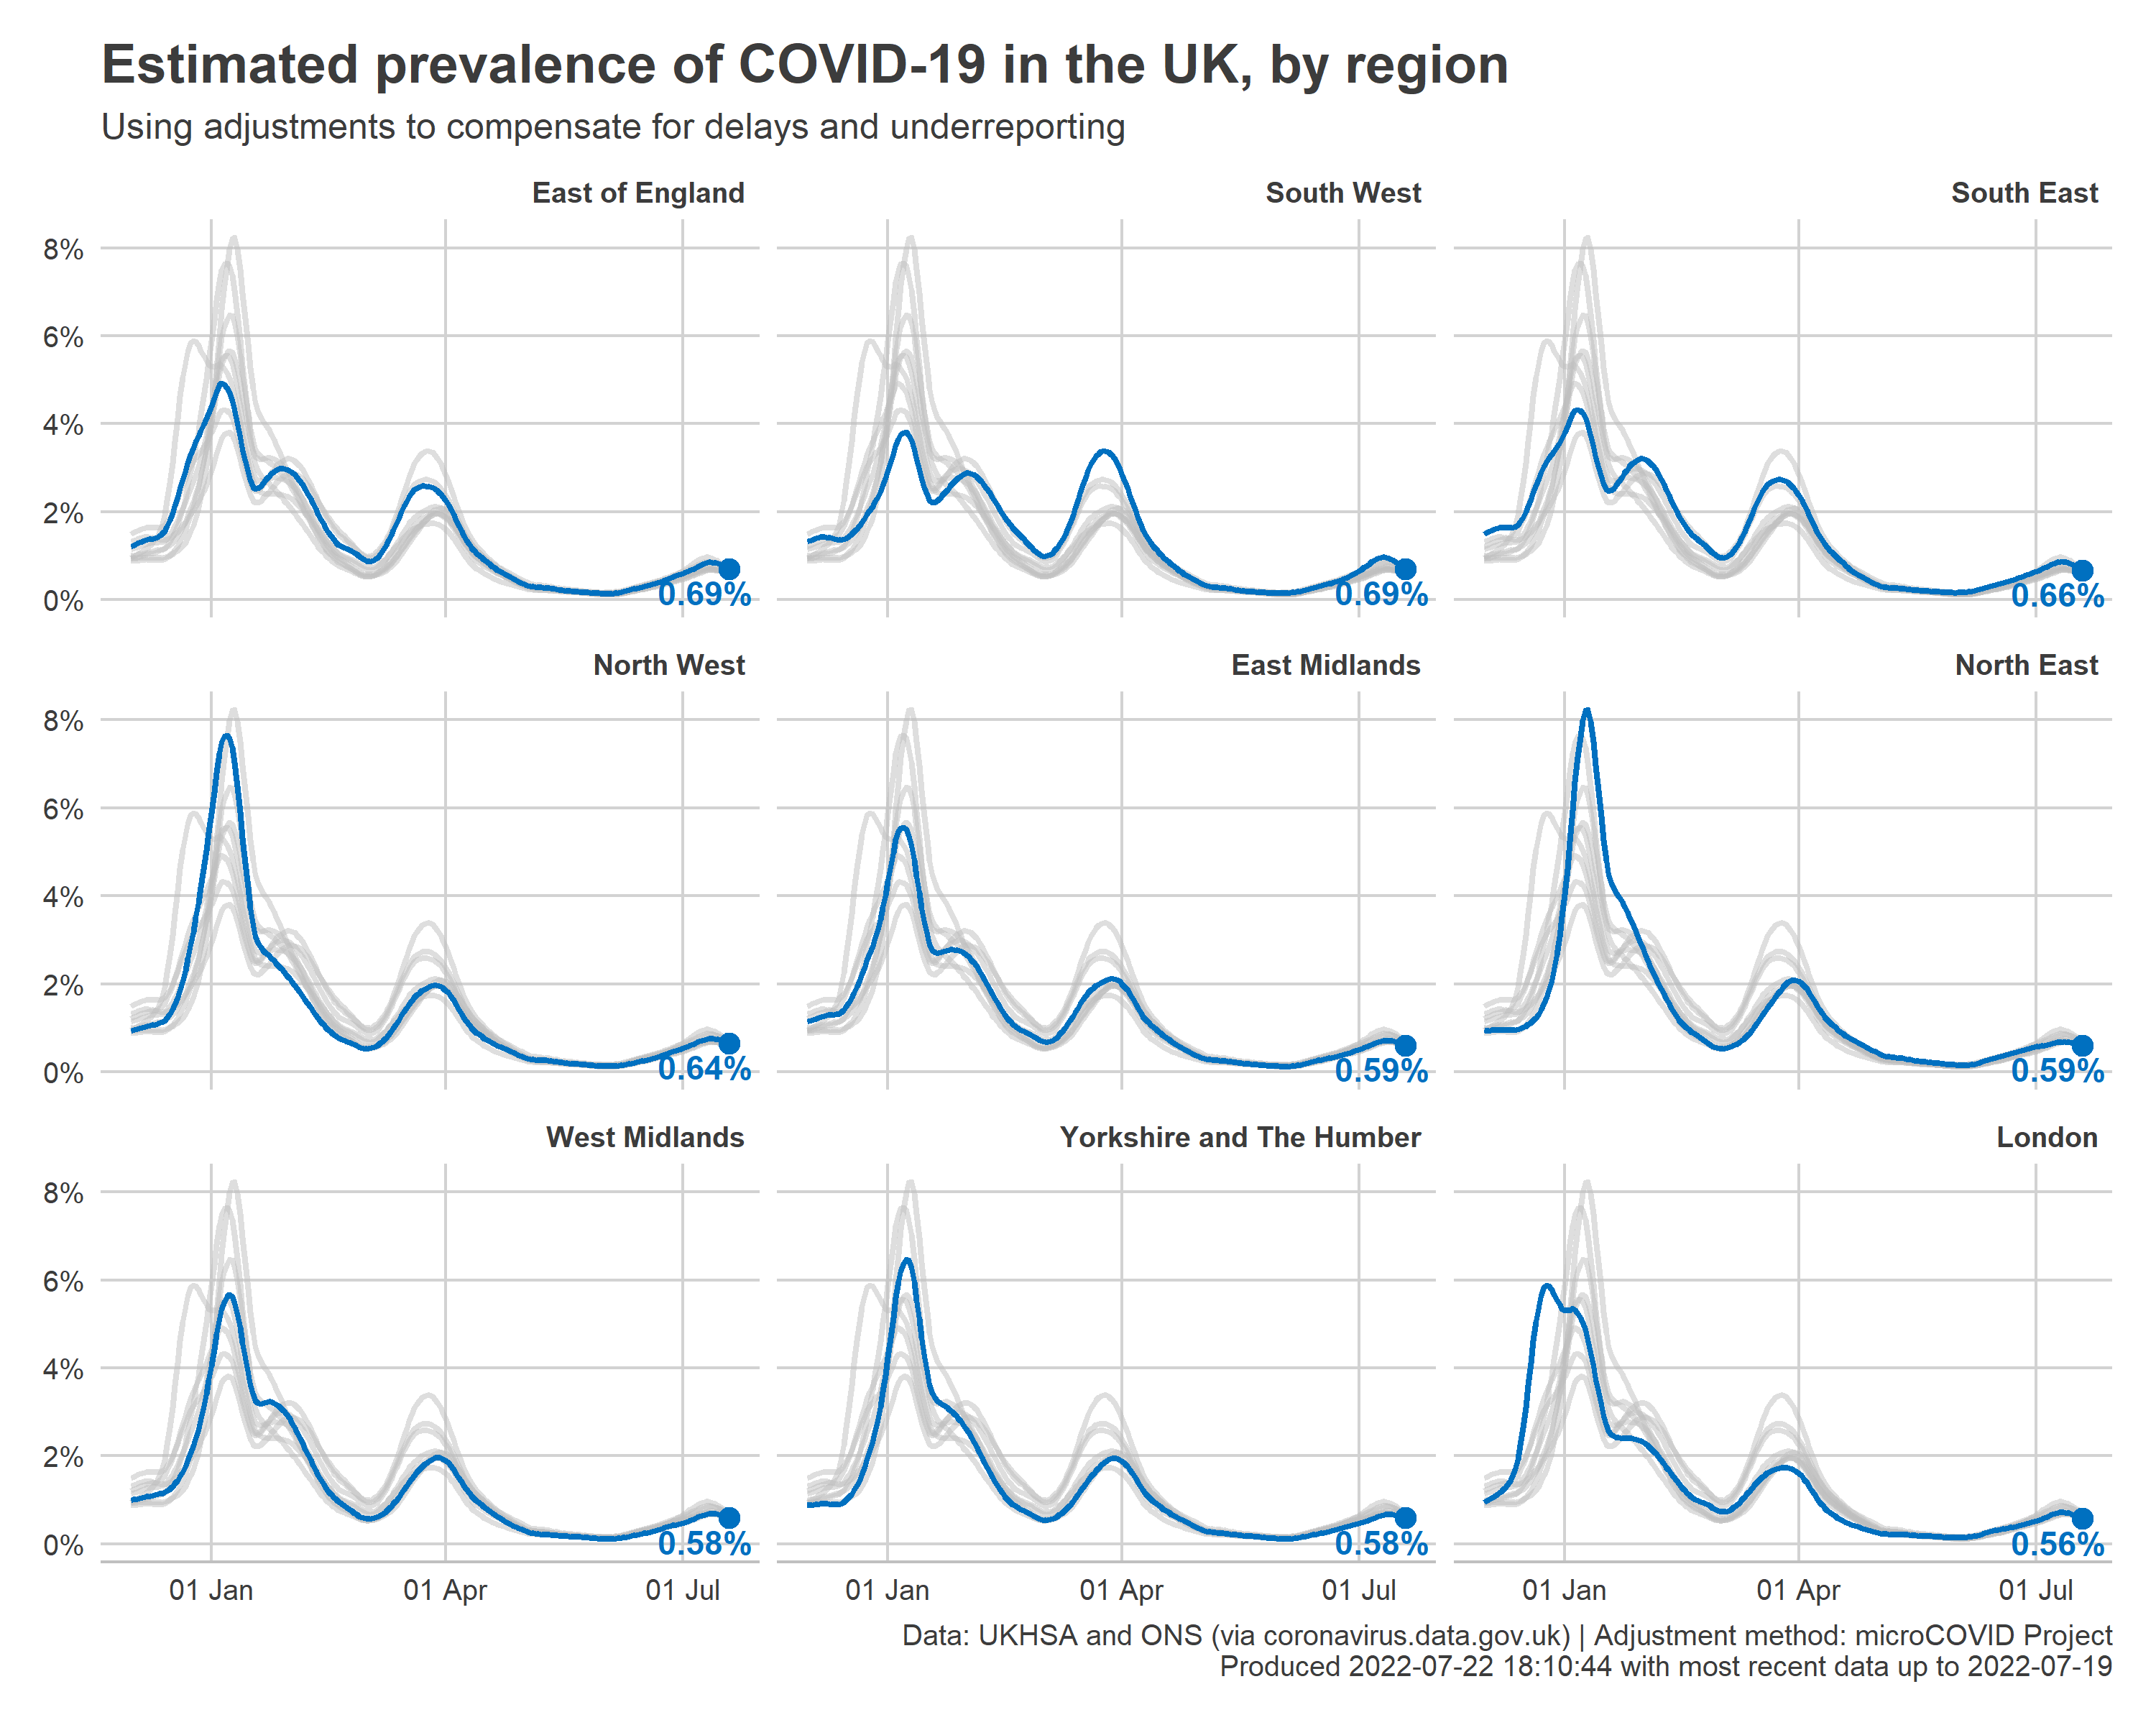 Estimated prevalence of COVID-19 in the UK, by region
Using adjustments to compensate for delays and underreporting
East of England
South West
South East
8%
6%
4%
2%
0%
0.69%
0.69%
0.66%
North West
East Midlands
North East
8%
6%
4%
2%
0%
0.64%
0.59%
0.59%
West Midlands
Yorkshire and The Humber
London
8%
6%
4%
2%
0%
0.58%
0.58%
0.56%
01 Jan
01 Apr
01 Jul
01 Jan
01 Apr
01 Jul
01 Jan
01 Apr
01 Jul
Data: UKHSA and ONS (via coronavirus.data.gov.uk) | Adjustment method: microCOVID Project
Produced 2022-07-22 18:10:44 with most recent data up to 2022-07-19